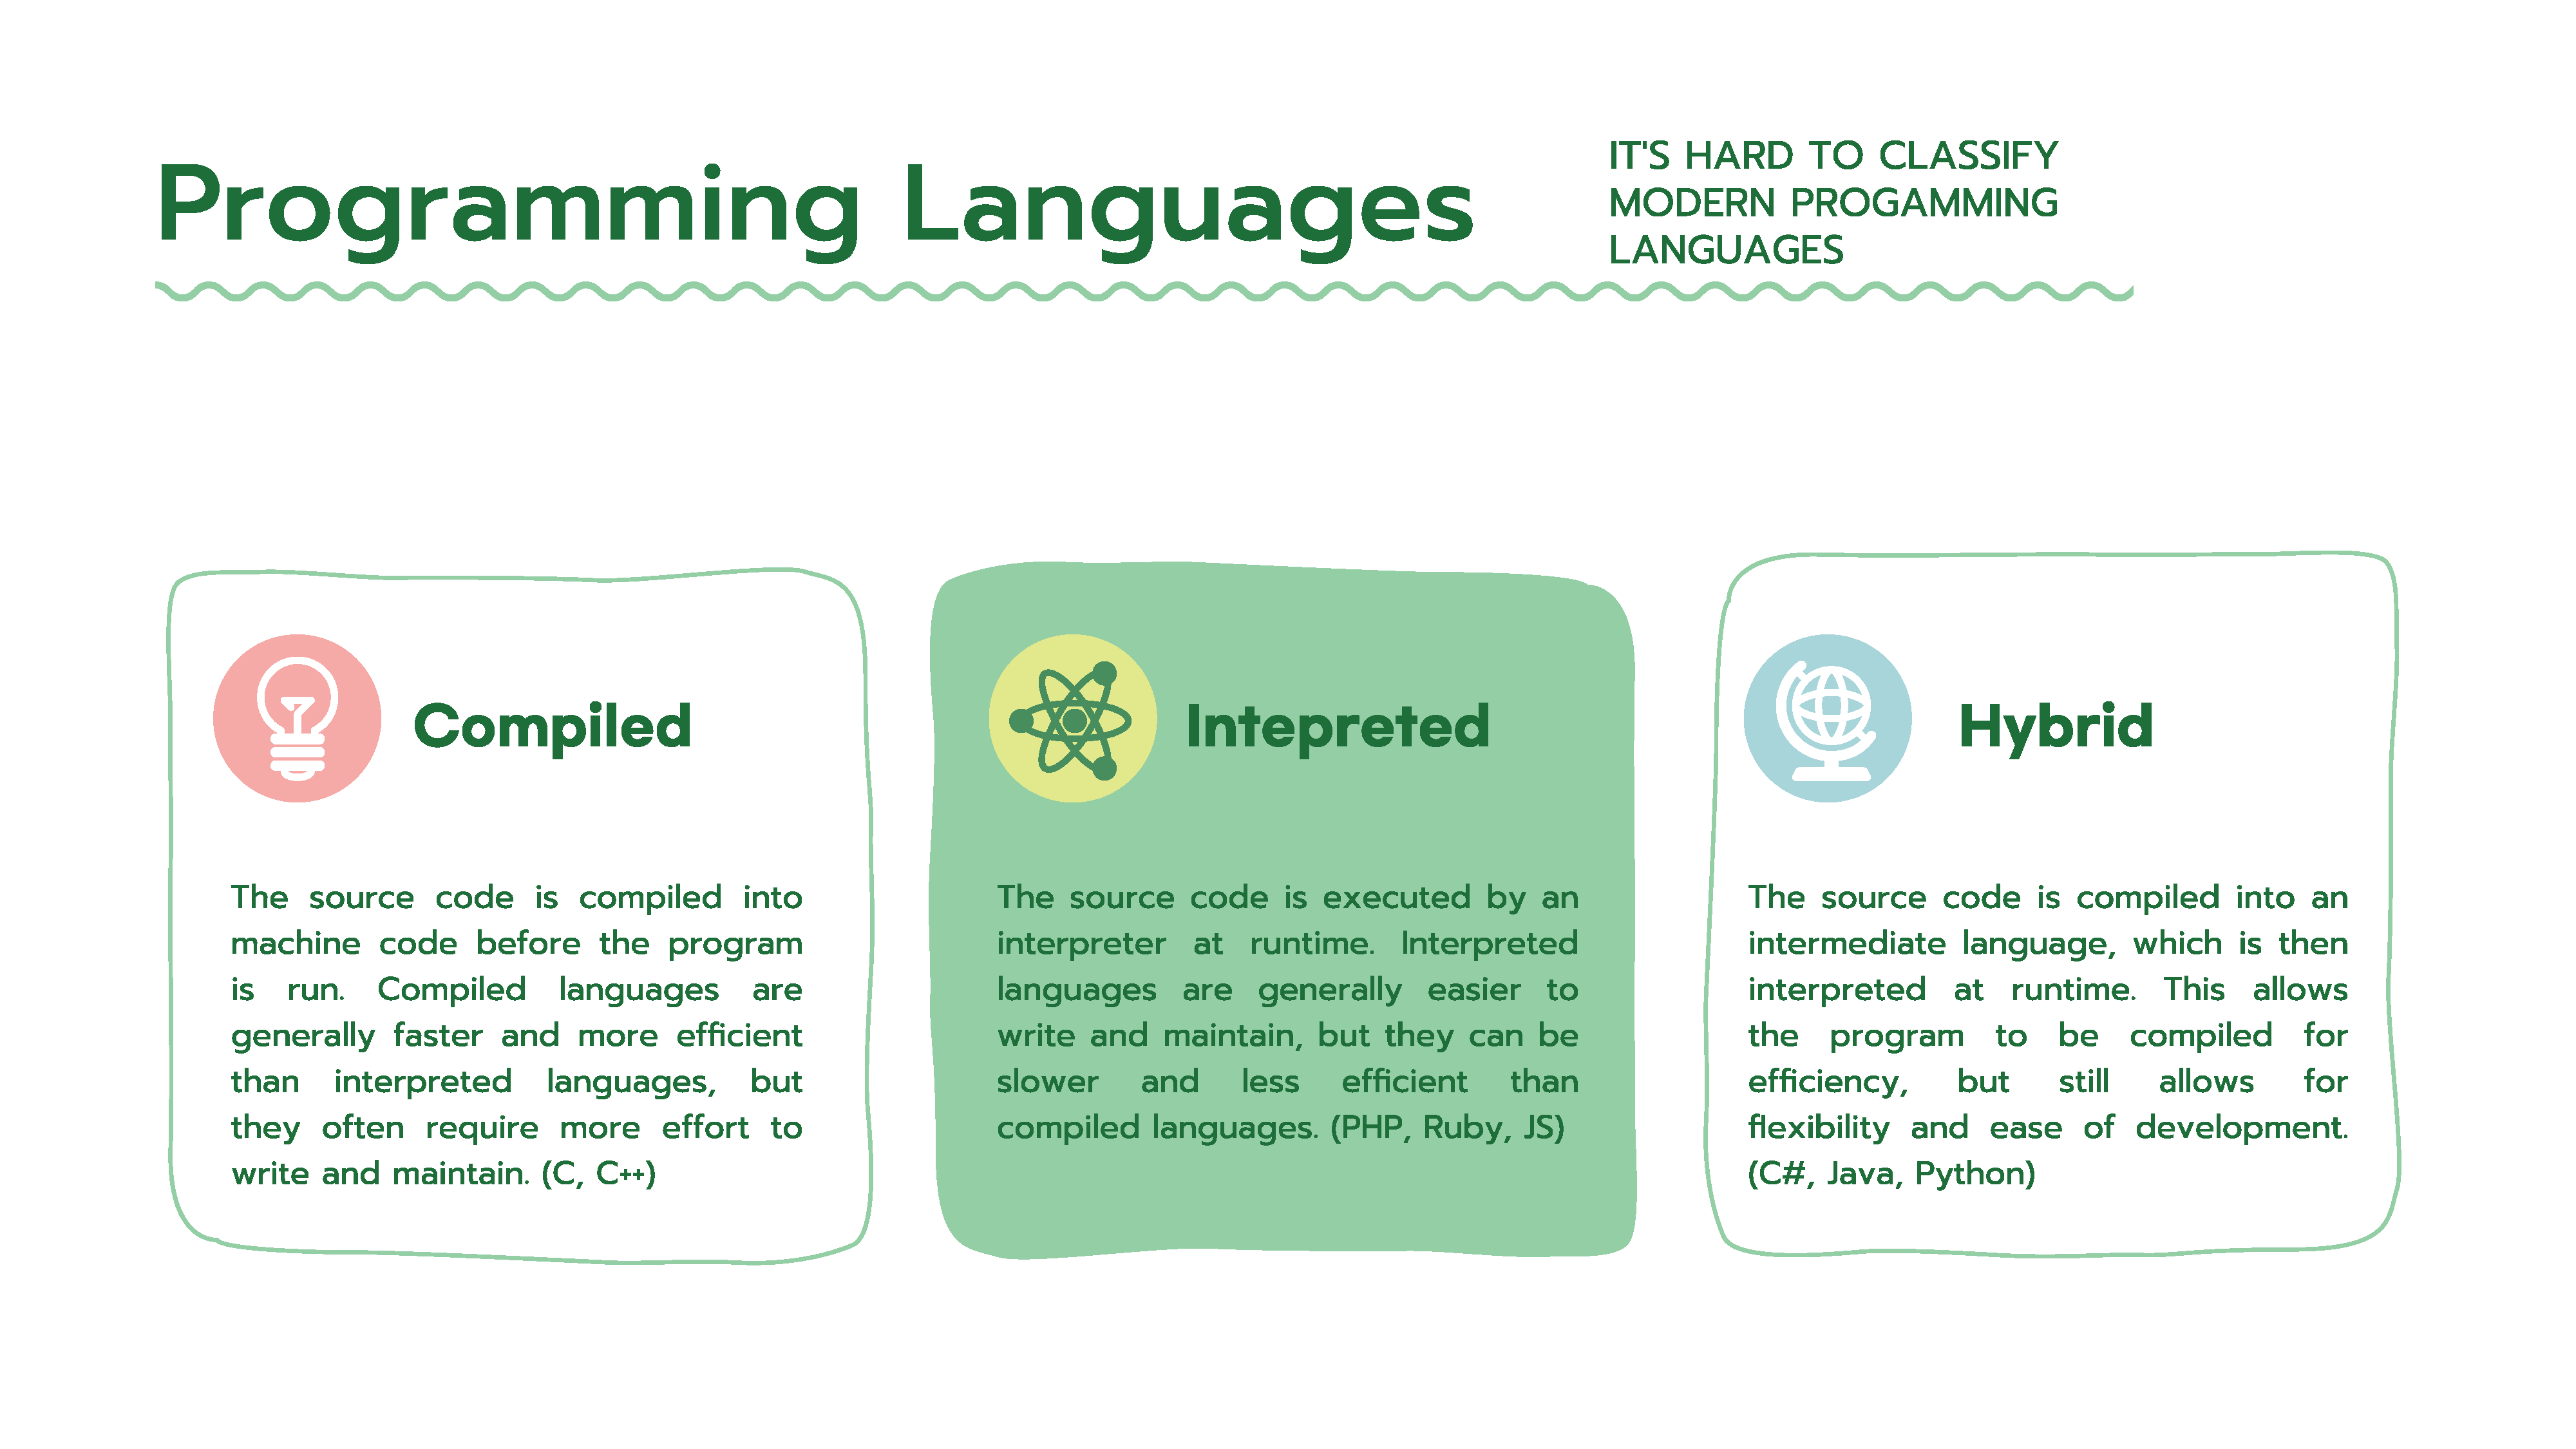 Programming Languages
IT'S HARD TO CLASSIFY
MODERN PROGAMMING
LANGUAGES
Compiled
The source code is compiled into
machine code before the program
is run. Compiled languages are
generally faster and more efficient
than interpreted languages, but
they often require more effort to
write and maintain. (C, C++)
Intepreted
The source code is executed by an
interpreter at runtime. Interpreted
languages are generally easier to
write and maintain, but they can be
slower and less efficient than
compiled languages. (PHP, Ruby, JS)
Hybrid
The source code is compiled into an
intermediate language, which is then
interpreted at runtime. This allows
the program to be compiled for
efficiency, but still allows for
flexibility and ease of development.
(C#, Java, Python)